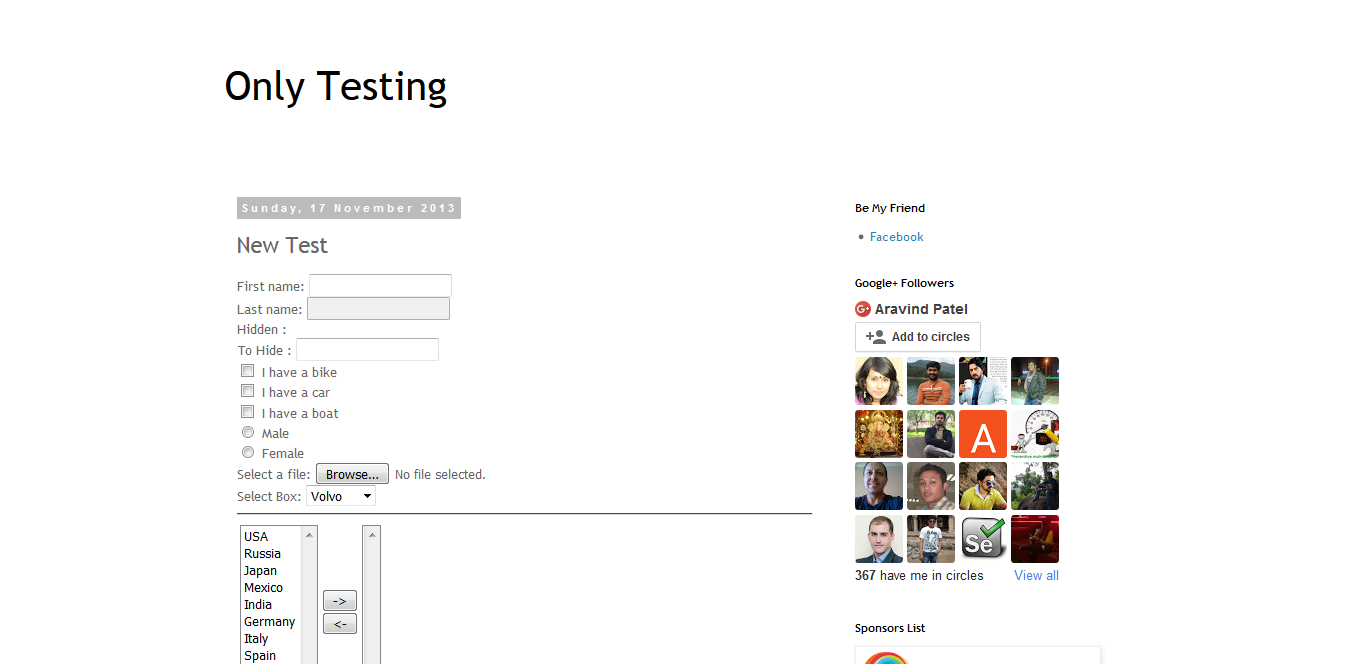 Only Testing
Sunday, 17 November 2013
New Test
First name:
Last name:
Hidden :
To Hide :
I have a bike
I have a car
I have a boat
Male
Female
Select a file: Browse... No file selected.
Select Box: Volvo
USA
Russia
Japan
Mexico
India
Germany
Italy
Spain
->
<-
Be My Friend
Facebook
Google+ Followers
G+ Aravind Patel
Add to circles
A
Preventive maintenance
Se
367 have me in circles View all
Sponsors List